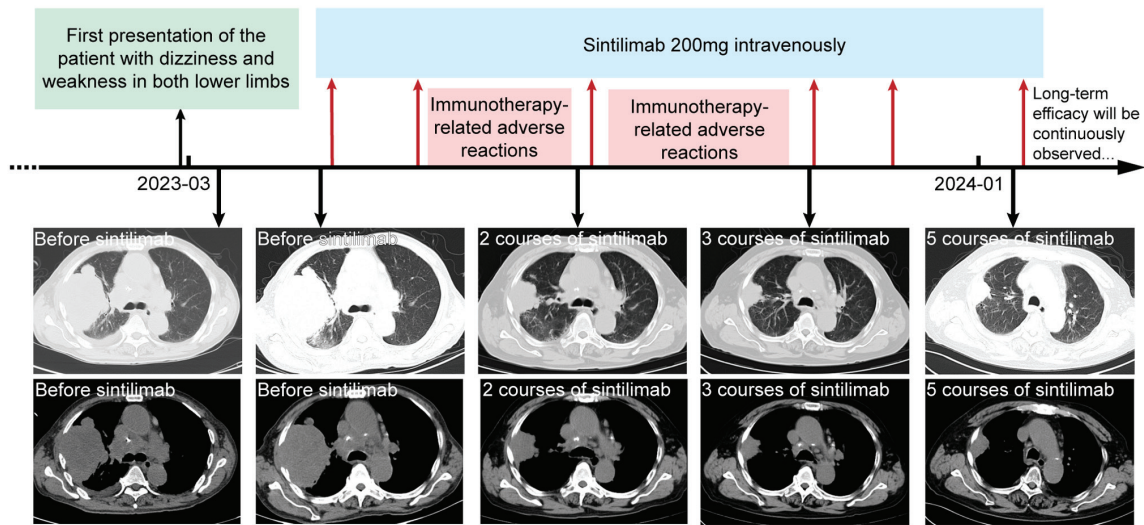 First presentation of the
patient with dizziness and
weakness in both lower limbs
Sintilimab 200mg intravenously
Immunotherapy-
related adverse
reactions
Immunotherapy-
related adverse
reactions
Long-term
efficacy will be
continuously
observed...
2023-03
2024-01
Before sintilimab
Before sintilimab
2 courses of sintilimab
3 courses of sintilimab
5 courses of sintilimab
Before sintilimab
Before sintilimab
2 courses of sintilimab
3 courses of sintilimab
5 courses of sintilimab